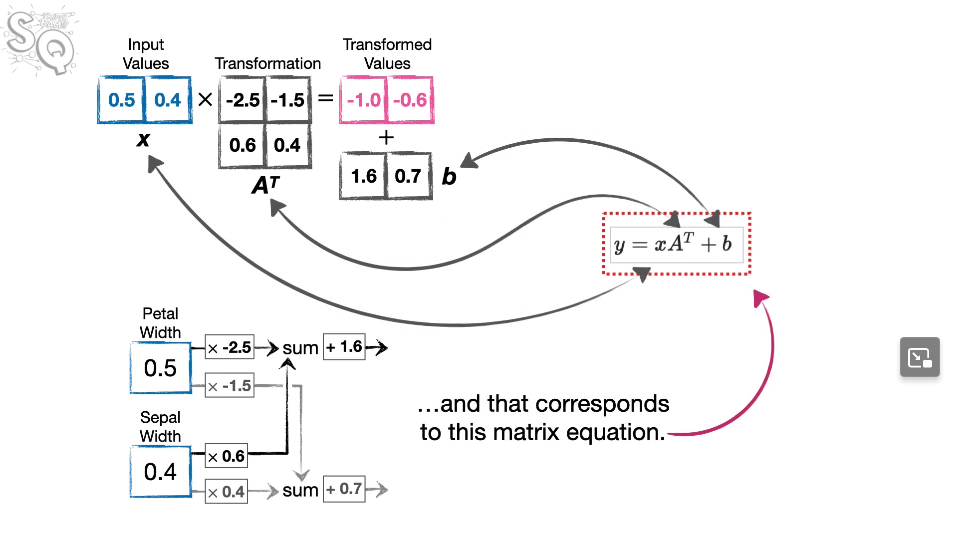 SQ
Input
Values
Transformation
Transformed
Values
0.5 0.4 × -2.5 -1.5 = -1.0 -0.6
x
0.6 0.4
+
Aᵀ
1.6 0.7 b
y = xAᵀ + b
Petal
Width
0.5
× -2.5 sum + 1.6
× -1.5
Sepal
Width
0.4
× 0.6
× 0.4 sum + 0.7
…and that corresponds
to this matrix equation.